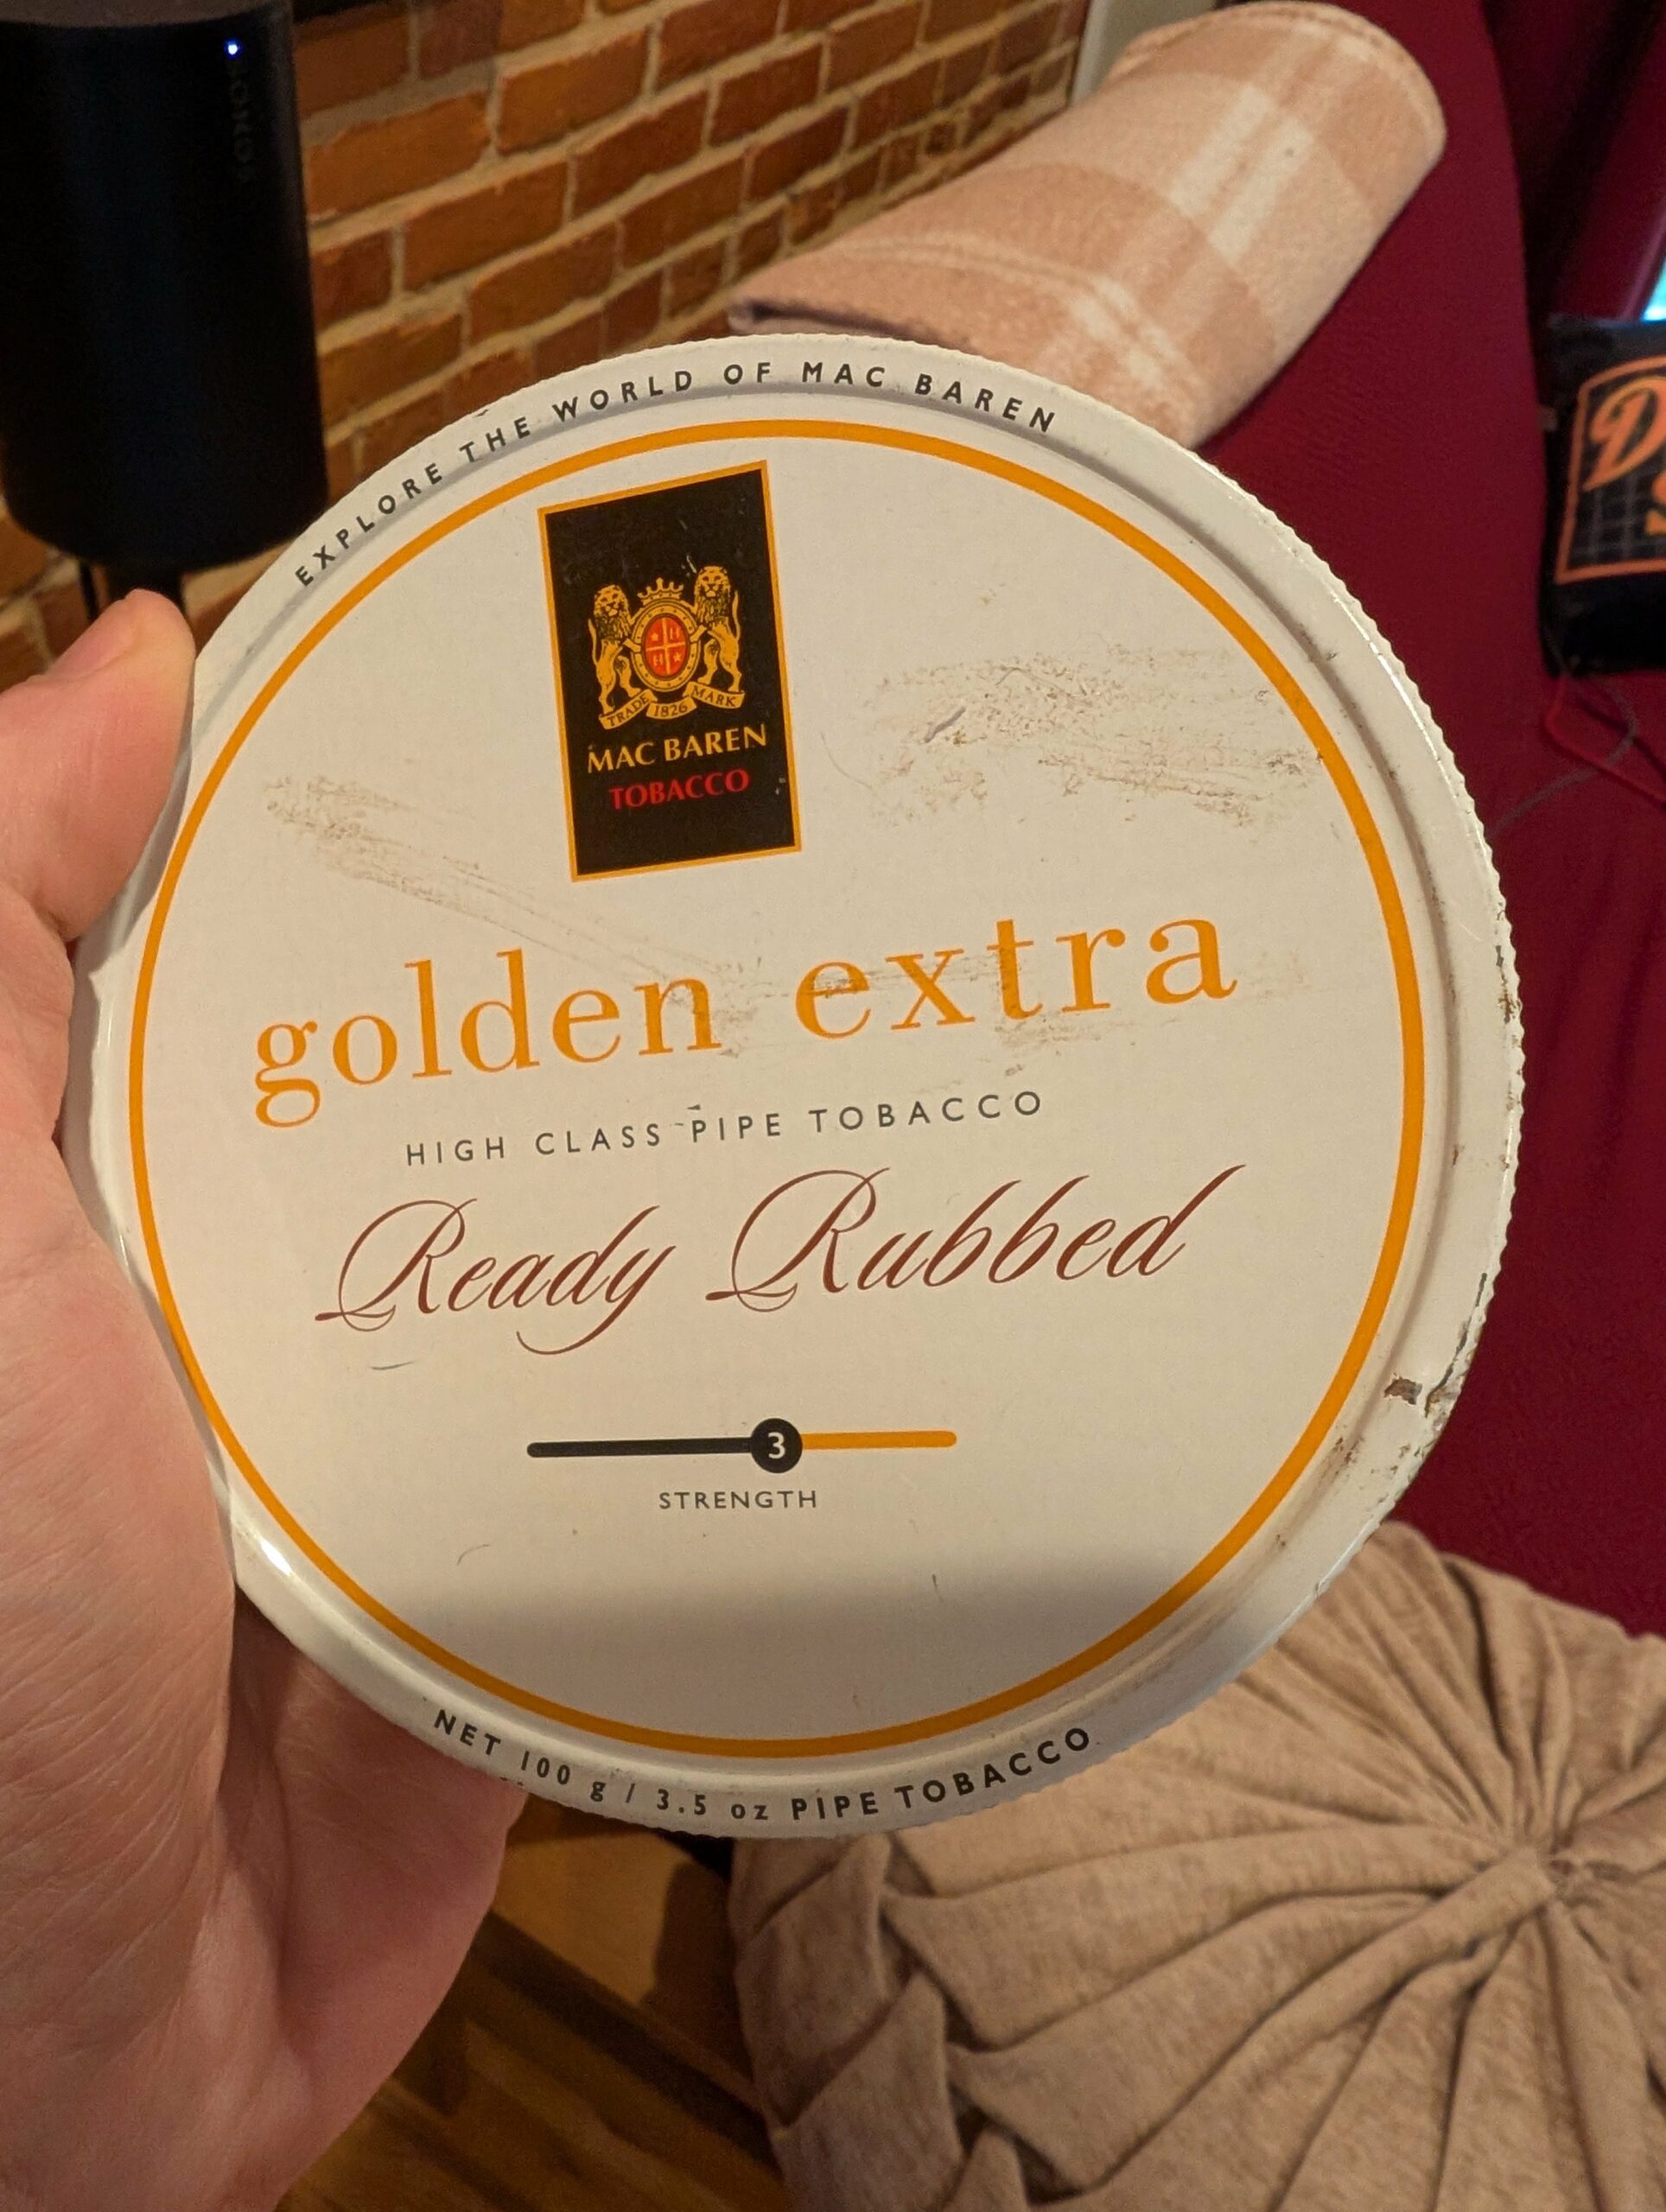 SONOS
EXPLORE THE WORLD OF MAC BAREN
TRADE 1826 MARK
MAC BAREN
TOBACCO
golden extra
HIGH CLASS PIPE TOBACCO
Ready Rubbed
3
STRENGTH
NET 100 g / 3.5 oz PIPE TOBACCO